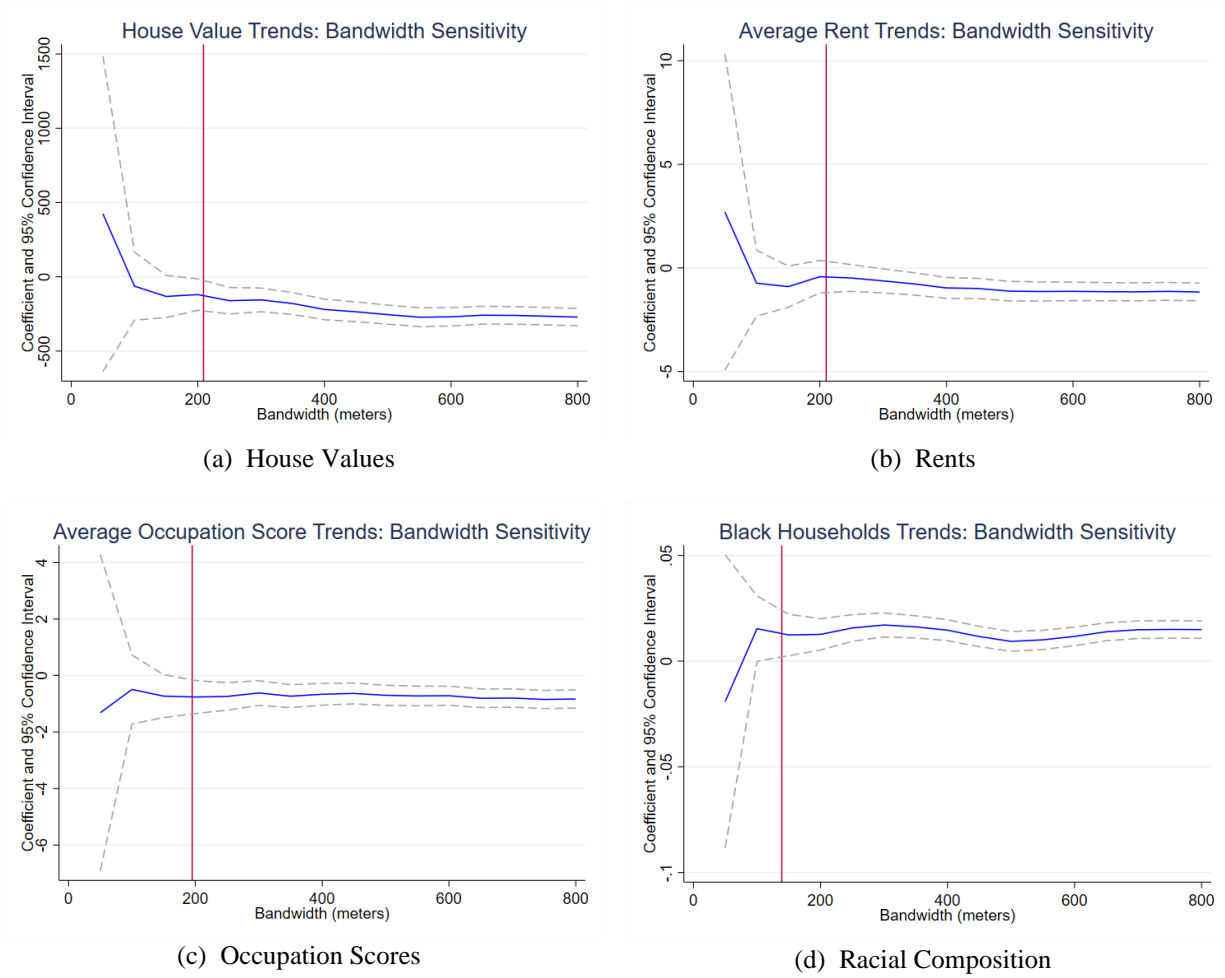 House Value Trends: Bandwidth Sensitivity
Coefficient and 95% Confidence Interval
1500
1000
500
0
-500
0 200 400 600 800
Bandwidth (meters)
(a) House Values
Average Rent Trends: Bandwidth Sensitivity
Coefficient and 95% Confidence Interval
10
5
0
-5
0 200 400 600 800
Bandwidth (meters)
(b) Rents
Average Occupation Score Trends: Bandwidth Sensitivity
Coefficient and 95% Confidence Interval
4
2
0
-2
-4
-6
0 200 400 600 800
Bandwidth (meters)
(c) Occupation Scores
Black Households Trends: Bandwidth Sensitivity
Coefficient and 95% Confidence Interval
.05
0
-.05
-.1
0 200 400 600 800
Bandwidth (meters)
(d) Racial Composition